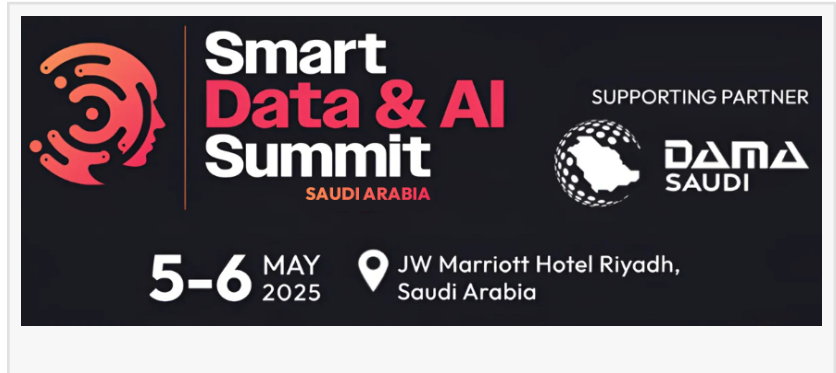 Smart
Data & AI
Summit
SAUDI ARABIA
SUPPORTING PARTNER
DAMA
SAUDI
5-6 MAY
2025
JW Marriott Hotel Riyadh,
Saudi Arabia